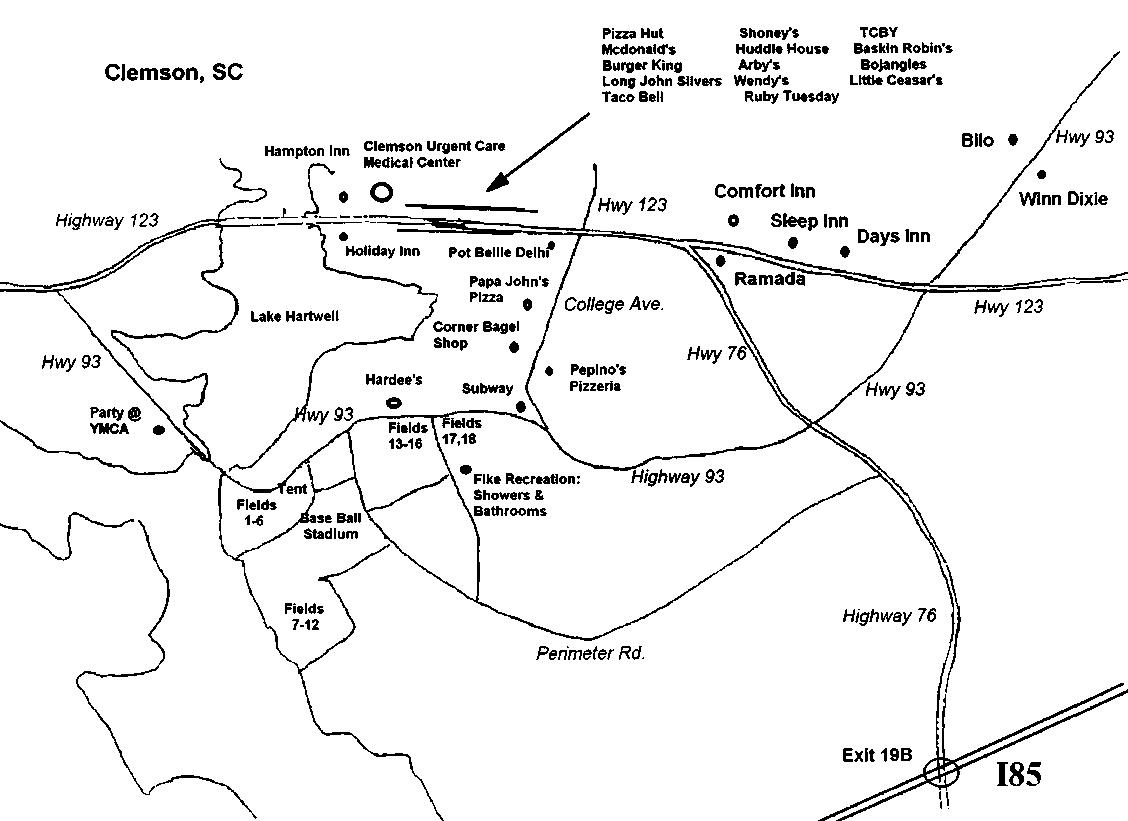 Pizza Hut Shoney's TCBY
Mcdonald's Huddle House Baskin Robin's
Burger King Arby's Bojangles
Long John Silvers Wendy's Little Ceasar's
Taco Bell Ruby Tuesday
Clemson, SC
Bilo
Hwy 93
Winn Dixie
Hampton Inn
Clemson Urgent Care
Medical Center
Comfort Inn
Hwy 123
Highway 123
Sleep Inn
Days Inn
Holiday Inn
Pot Bellie Delhi
Ramada
Papa John's
Pizza
College Ave.
Hwy 123
Lake Hartwell
Corner Bagel
Shop
Hwy 76
Hwy 93
Hardee's
Subway
Pepino's
Pizzeria
Hwy 93
Party @
YMCA
Hwy 93
Fields
13-16
Fields
17,18
Fike Recreation:
Showers &
Bathrooms
Highway 93
Tent
Fields
1-6
Base Ball
Stadium
Fields
7-12
Highway 76
Perimeter Rd.
Exit 19B
I85